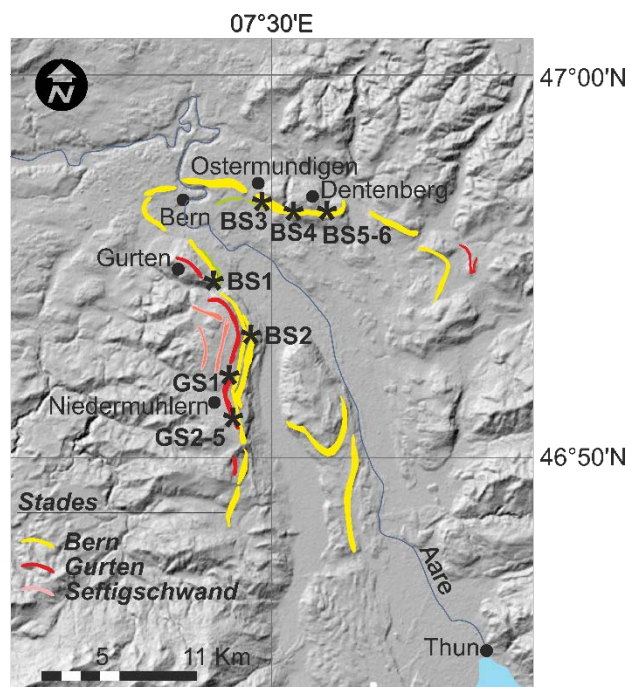 07°30'E
47°00'N
N
Ostermundigen
Dentenberg
Bern
BS3
BS4
BS5-6
Gurten
BS1
BS2
GS1
Niedermuhlern
GS2-5
46°50'N
Stades
Bern
Gurten
Seftigschwand
Aare
Thun
5 11 Km